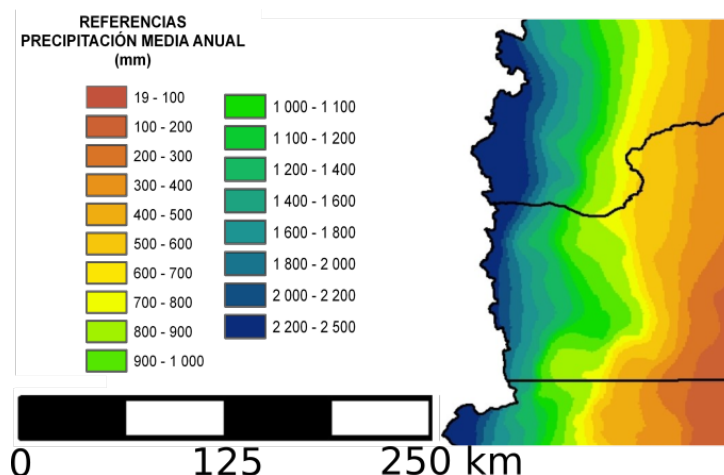 REFERENCIAS
PRECIPITACIÓN MEDIA ANUAL
(mm)
19 - 100
100 - 200
200 - 300
300 - 400
400 - 500
500 - 600
600 - 700
700 - 800
800 - 900
900 - 1 000
1 000 - 1 100
1 100 - 1 200
1 200 - 1 400
1 400 - 1 600
1 600 - 1 800
1 800 - 2 000
2 000 - 2 200
2 200 - 2 500
0 125 250 km